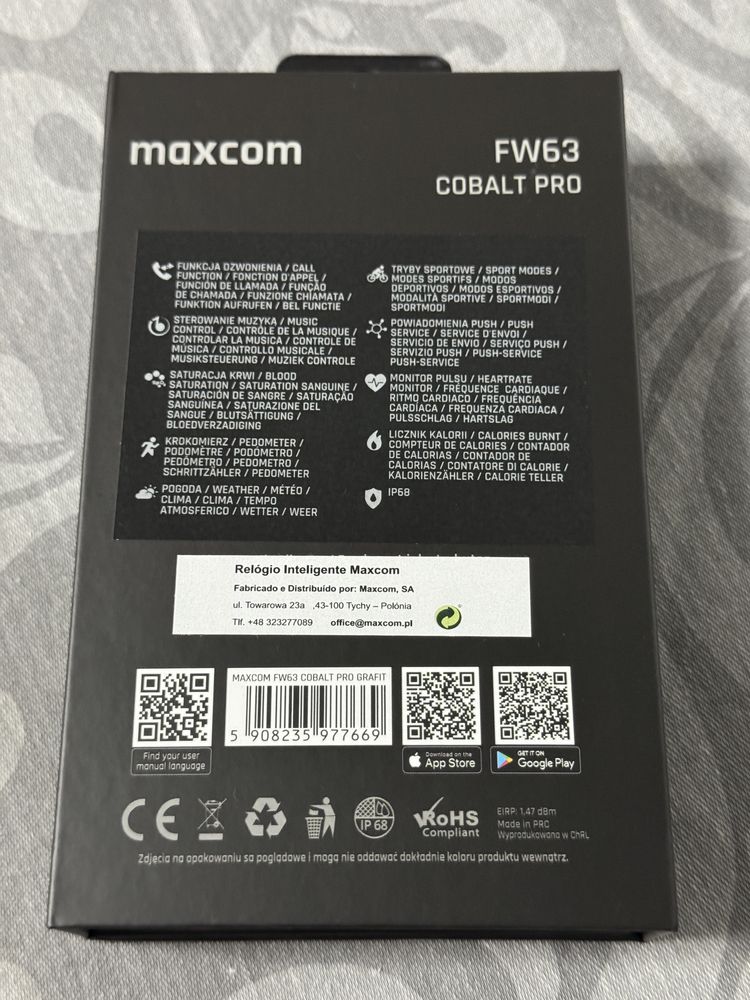 maxcom
FW63
COBALT PRO
FUNKCJA DZWONIENIA / CALL
FUNCTION / FONCTION D'APPEL /
FUNCIÓN DE LLAMADA / FUNÇÃO
DE CHAMADA / FUNZIONE CHIAMATA /
FUNKTION AUFRUFEN / BEL FUNCTIE
STEROWANIE MUZYKĄ / MUSIC
CONTROL / CONTRÔLE DE LA MUSIQUE /
CONTROLAR LA MUSICA / CONTROLE DE
MÚSICA / CONTROLLO MUSICALE /
MUSIKSTEUERUNG / MUZIEK CONTROLE
SATURACJA KRWI / BLOOD
SATURATION / SATURATION SANGUINE /
SATURACIÓN DE SANGRE / SATURAÇÃO
SANGUÍNEA / SATURAZIONE DEL
SANGUE / BLUTSÄTTIGUNG /
BLOEDVERZADIGING
KROKOMIERZ / PEDOMETER /
PODOMÈTRE / PODÓMETRO /
PEDÓMETRO / PEDOMETRO /
SCHRITTZÄHLER / PEDOMETER
POGODA / WEATHER / MÉTÉO /
CLIMA / CLIMA / TEMPO
ATMOSFERICO / WETTER / WEER
TRYBY SPORTOWE / SPORT MODES /
MODES SPORTIFS / MODOS
DEPORTIVOS / MODOS ESPORTIVOS /
MODALITÀ SPORTIVE / SPORTMODI /
SPORTMODI
POWIADOMIENIA PUSH / PUSH
SERVICE / SERVICE D'ENVOI /
SERVICIO DE ENVIO / SERVIÇO PUSH /
SERVIZIO PUSH / PUSH-SERVICE
PUSH-SERVICE
MONITOR PULSU / HEARTRATE
MONITOR / FRÉQUENCE CARDIAQUE /
RITMO CARDIACO / FREQUÊNCIA
CARDÍACA / FREQUENZA CARDIACA /
PULSSCHLAG / HARTSLAG
LICZNIK KALORII / CALORIES BURNT /
COMPTEUR DE CALORIES / CONTADOR
DE CALORIAS / CONTADOR DE
CALORIAS / CONTATORE DI CALORIE /
KALORIENZÄHLER / CALORIE TELLER
IP68
Relógio Inteligente Maxcom
Fabricado e Distribuído por: Maxcom, SA
ul. Towarowa 23a ,43-100 Tychy – Polónia
Tlf. +48 323277089 office@maxcom.pl
Find your user
manual language
MAXCOM FW63 COBALT PRO GRAFIT
5 908235 977669
Download on the
App Store
GET IT ON
Google Play
CE
IP 68
RoHS
Compliant
EIRP: 1,47 dBm
Made in PRC
Wyprodukowano w ChRL
Zdjęcia na opakowaniu są poglądowe i mogą nie oddawać dokładnie koloru produktu wewnątrz.